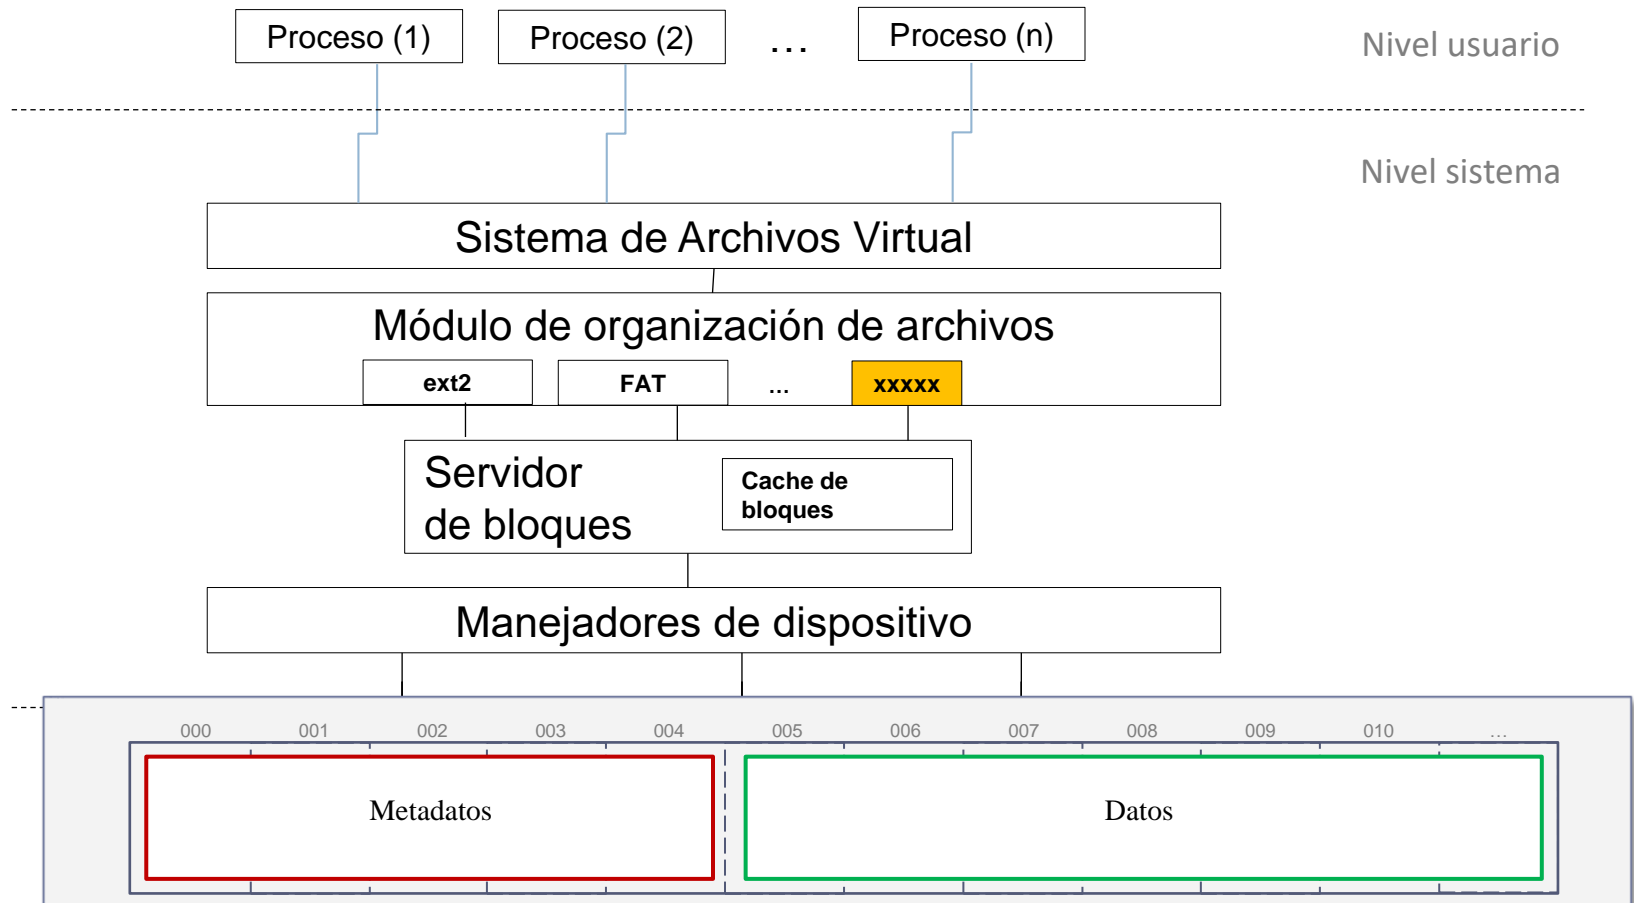 Proceso (1)
Proceso (2)
...
Proceso (n)
Nivel usuario
Nivel sistema
Sistema de Archivos Virtual
Módulo de organización de archivos
ext2
FAT
...
xxxxx
Servidor
de bloques
Cache de
bloques
Manejadores de dispositivo
000 001 002 003 004 005 006 007 008 009 010 ...
Metadatos
Datos